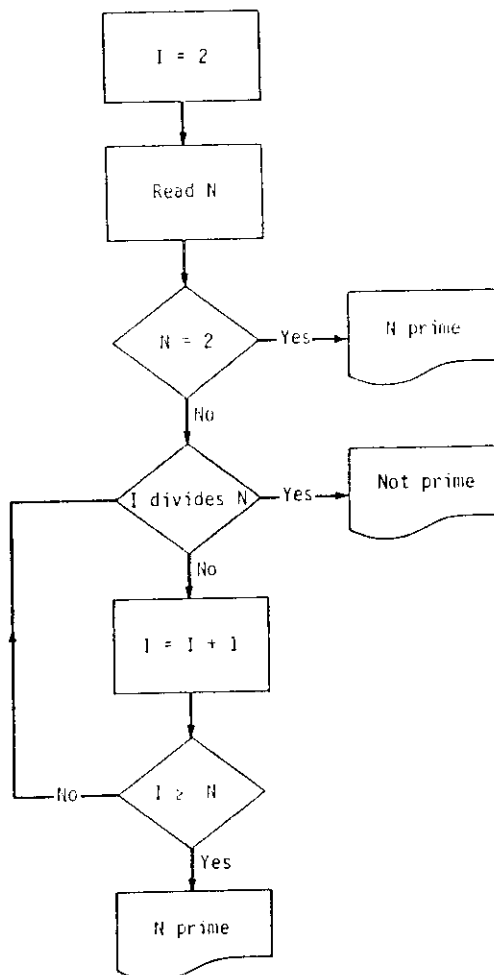 I = 2
Read N
N = 2
Yes
N prime
No
I divides N
Yes
Not prime
No
I = I + 1
I ≥ N
No
Yes
N prime